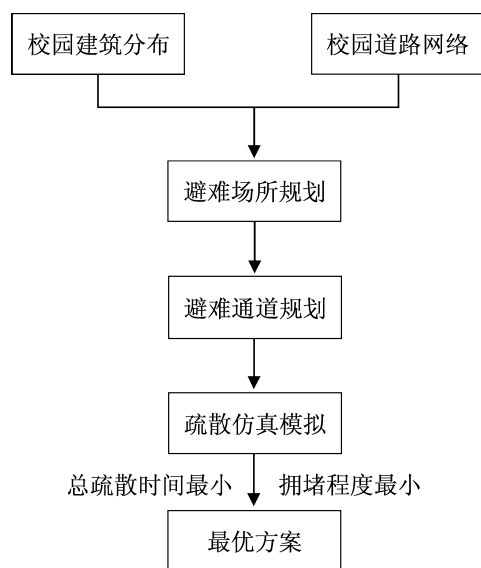 校园建筑分布
校园道路网络
避难场所规划
避难通道规划
疏散仿真模拟
总疏散时间最小
拥堵程度最小
最优方案